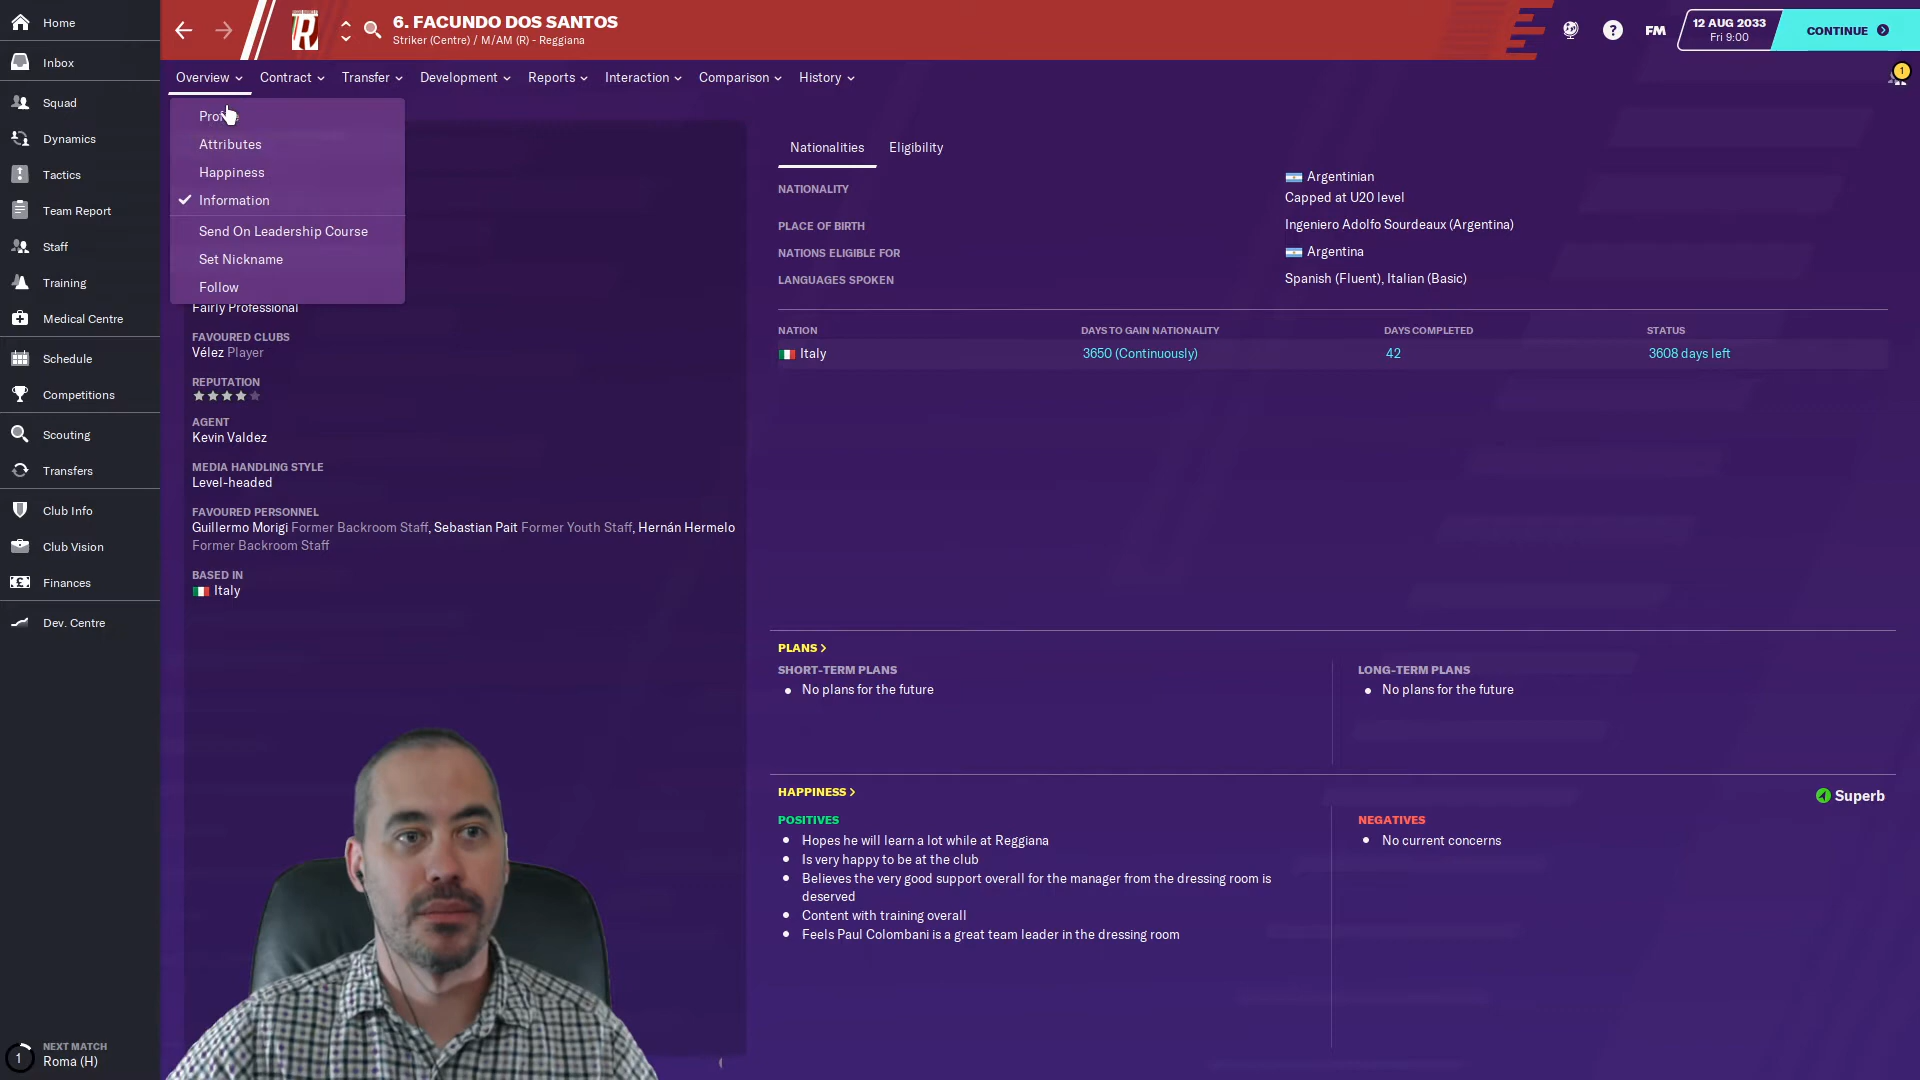 Home
Inbox
Squad
Dynamics
Tactics
Team Report
Staff
Training
Medical Centre
Schedule
Competitions
Scouting
Transfers
Club Info
Club Vision
Finances
Dev. Centre
1
NEXT MATCH
Roma (H)
R
6. FACUNDO DOS SANTOS
Striker (Centre) / M/AM (R) - Reggiana
?
FM
12 AUG 2033
Fri 9:00
CONTINUE
1
Overview
Contract
Transfer
Development
Reports
Interaction
Comparison
History
Attributes
Happiness
Information
Send On Leadership Course
Set Nickname
Follow
Fairly Professional
FAVOURED CLUBS
Vélez Player
REPUTATION
AGENT
Kevin Valdez
MEDIA HANDLING STYLE
Level-headed
FAVOURED PERSONNEL
Guillermo Morigi Former Backroom Staff, Sebastian Pait Former Youth Staff, Hernán Hermelo
Former Backroom Staff
BASED IN
Italy
Nationalities Eligibility
NATIONALITY
Argentinian
Capped at U20 level
PLACE OF BIRTH
Ingeniero Adolfo Sourdeaux (Argentina)
NATIONS ELIGIBLE FOR
Argentina
LANGUAGES SPOKEN
Spanish (Fluent), Italian (Basic)
NATION DAYS TO GAIN NATIONALITY DAYS COMPLETED STATUS
Italy 3650 (Continuously) 42 3608 days left
PLANS >
SHORT-TERM PLANS
No plans for the future
LONG-TERM PLANS
No plans for the future
HAPPINESS >
Superb
POSITIVES
Hopes he will learn a lot while at Reggiana
Is very happy to be at the club
Believes the very good support overall for the manager from the dressing room is
deserved
Content with training overall
Feels Paul Colombani is a great team leader in the dressing room
NEGATIVES
No current concerns